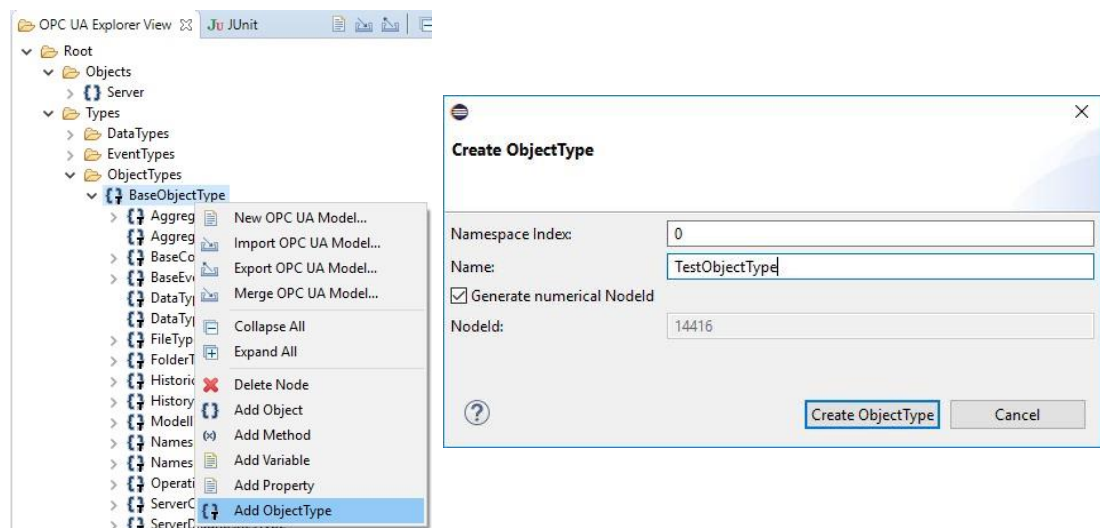 OPC UA Explorer View
JUnit
Root
Objects
Server
Types
DataTypes
EventTypes
ObjectTypes
BaseObjectType
Aggreg
Aggreg
BaseCo
BaseEve
DataTy
DataTy
FileTyp
FolderT
Historic
History
Modell
Names
Names
Operati
ServerC
New OPC UA Model...
Import OPC UA Model...
Export OPC UA Model...
Merge OPC UA Model...
Collapse All
Expand All
Delete Node
Add Object
Add Method
Add Variable
Add Property
Add ObjectType
Create ObjectType
Namespace Index: 0
Name: TestObjectType
Generate numerical NodeId
NodeId: 14416
Create ObjectType Cancel